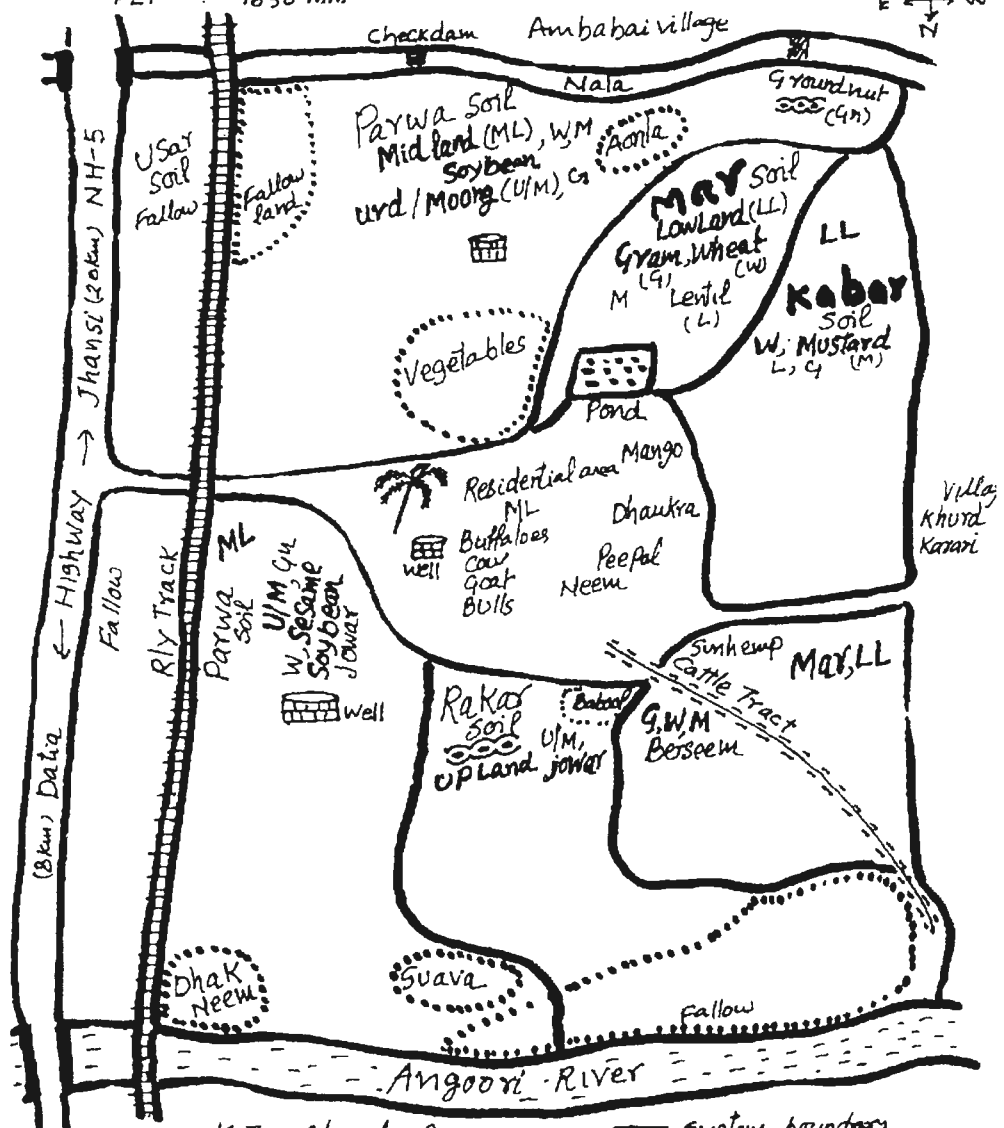 1650 mm
E W
N
Checkdam
Ambabai village
Nala
Groundnut
(Gn)
Parwa Soil
Midland (ML), W, M
Soybean
Urd / Moong (U/M), G
Aonla
Usar
Soil
Fallow
Fallow
land
Mar Soil
LowLand (LL)
Gram, Wheat
(G) (W)
M Lentil
(L)
LL
Kabar
Soil
W, Mustard
L, G (M)
Vegetables
Pond
← Highway → Jhansi (20km) NH-5
Residential area
ML
Buffaloes
Cow
Goat
Bulls
Well
Mango
Dhaukra
Peepal
Neem
Khurd
Karari
Fallow
Rly Track
ML
Parwa
Soil
U/M, Gn
W, Sesame
Soybean
Jowar
Well
Rakar
Soil
UPLand
Babool
U/M,
jowar
Sunhemp
Cattle Tract
Mar, LL
G, W, M
Berseem
(8km) Datia
Dhak
Neem
Suava
Fallow
Angoori River
System boundary